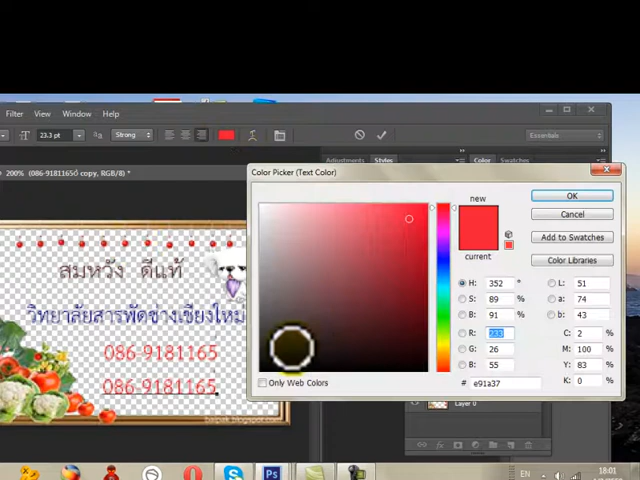 Filter View Window Help
23.3 pt Strong Essentials
200% (086-9181165 copy, RGB/8) *
Adjustments Styles Color Swatches
Color Picker (Text Color)
new
current
OK
Cancel
Add to Swatches
Color Libraries
H: 352 ° L: 51
S: 89 % a: 74
B: 91 % b: 43
R: 233 C: 2 %
G: 26 M: 100 %
B: 55 Y: 83 %
# e91a37 K: 0 %
Only Web Colors
สมหวัง ดีแท้
วิทยาลัยสารพัดช่างเชียงใหม่
086-9181165
086-9181165
Layer 0
EN 18:01